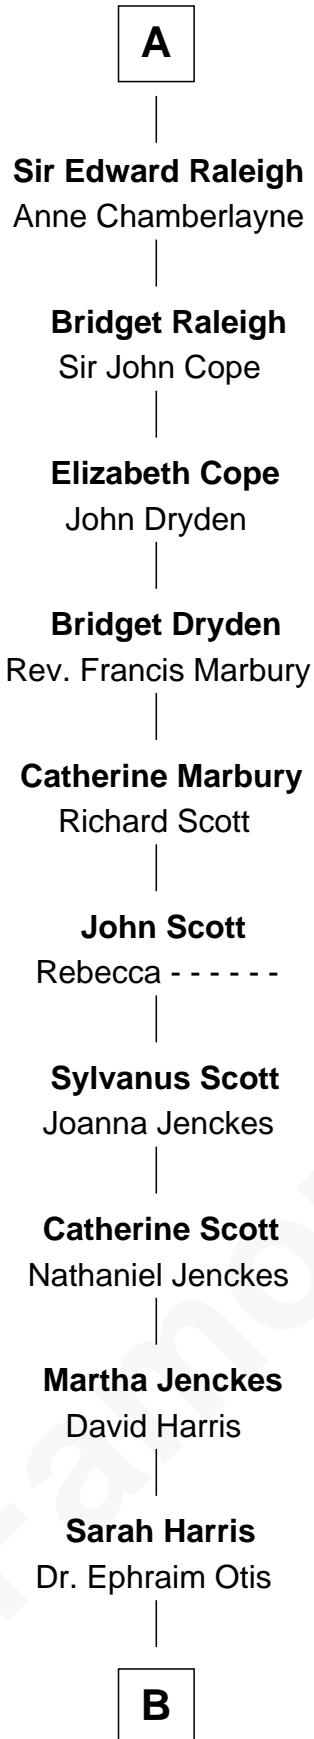 A
Sir Edward Raleigh
Anne Chamberlayne
Bridget Raleigh
Sir John Cope
Elizabeth Cope
John Dryden
Bridget Dryden
Rev. Francis Marbury
Catherine Marbury
Richard Scott
John Scott
Rebecca - - - - - -
Sylvanus Scott
Joanna Jenckes
Catherine Scott
Nathaniel Jenckes
Martha Jenckes
David Harris
Sarah Harris
Dr. Ephraim Otis
B